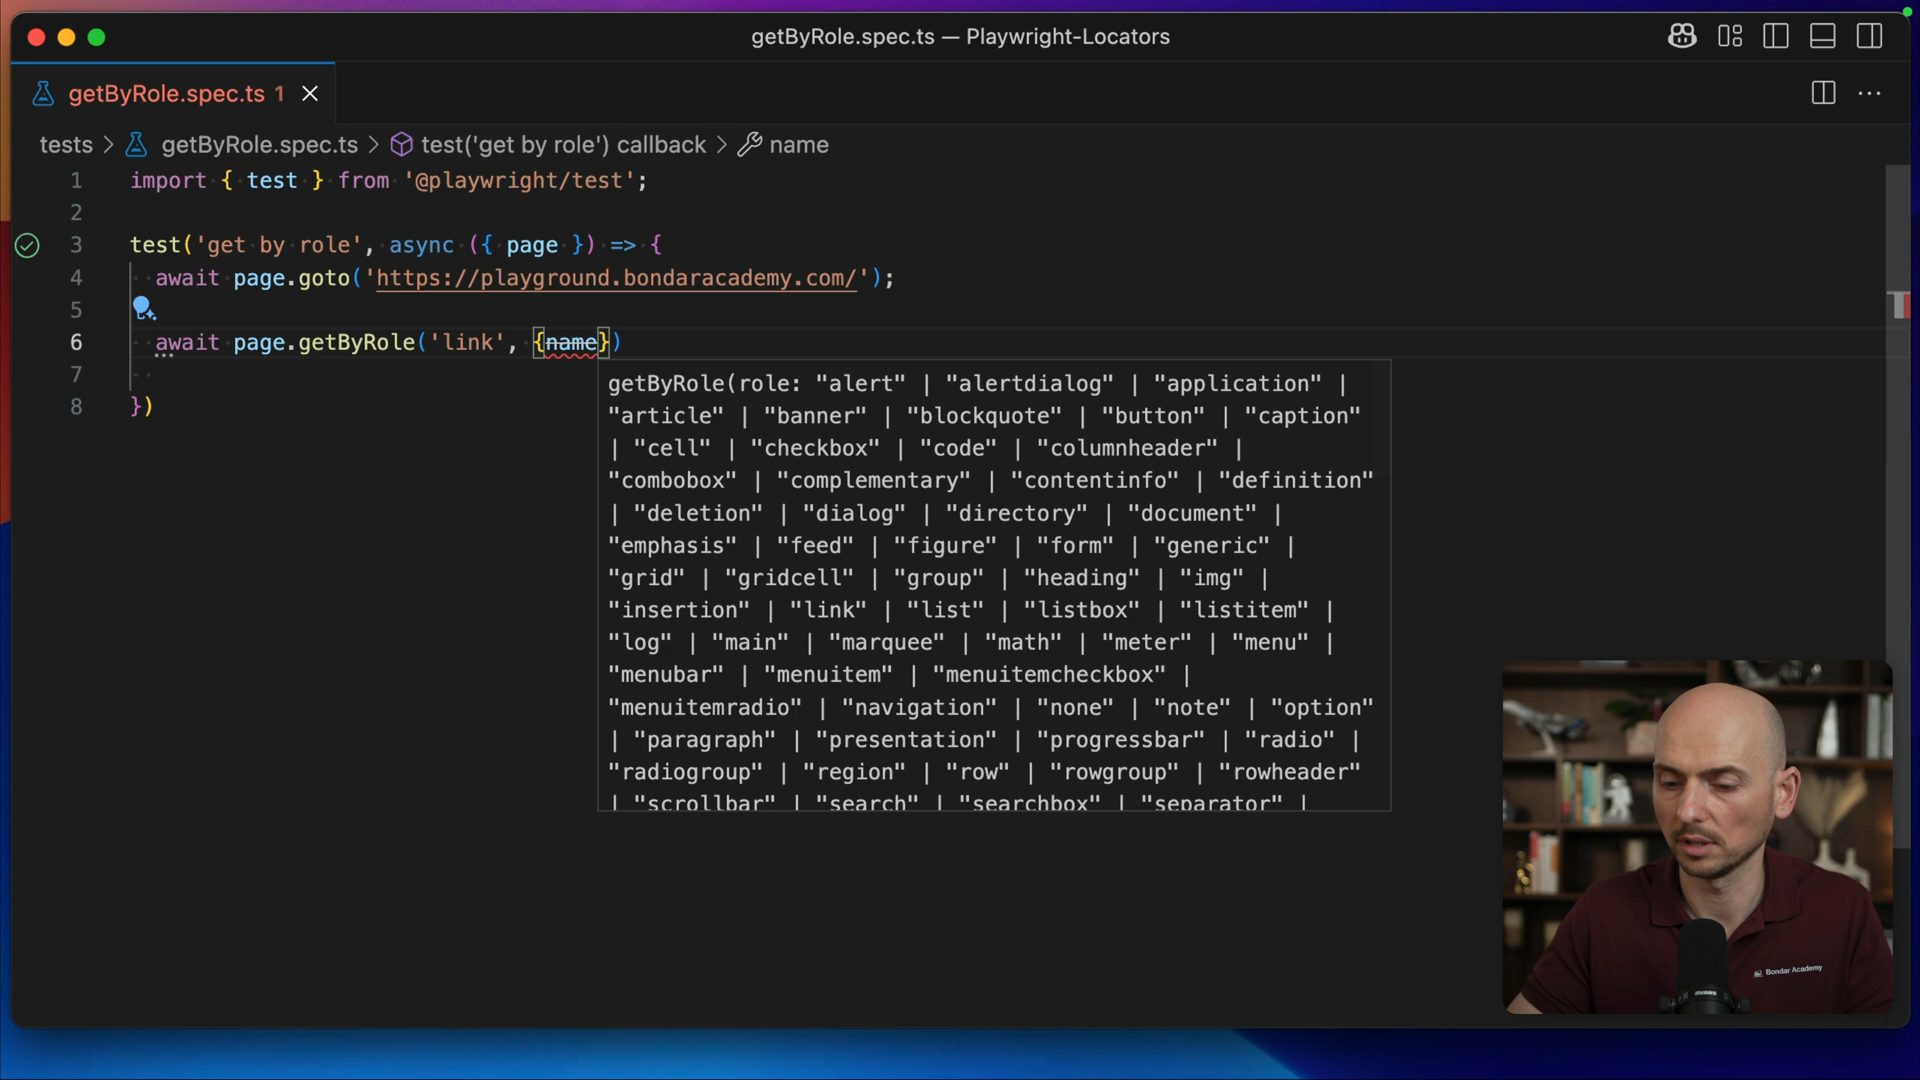 getByRole.spec.ts — Playwright-Locators
getByRole.spec.ts 1
tests > getByRole.spec.ts > test('get by role') callback > name
1 import { test } from '@playwright/test';
2
3 test('get by role', async ({ page }) => {
4 await page.goto('https://playground.bondaracademy.com/');
5
6 await page.getByRole('link', {name})
7
8 })
getByRole(role: "alert" | "alertdialog" | "application" |
"article" | "banner" | "blockquote" | "button" | "caption"
| "cell" | "checkbox" | "code" | "columnheader" |
"combobox" | "complementary" | "contentinfo" | "definition"
| "deletion" | "dialog" | "directory" | "document" |
"emphasis" | "feed" | "figure" | "form" | "generic" |
"grid" | "gridcell" | "group" | "heading" | "img" |
"insertion" | "link" | "list" | "listbox" | "listitem" |
"log" | "main" | "marquee" | "math" | "meter" | "menu" |
"menubar" | "menuitem" | "menuitemcheckbox" |
"menuitemradio" | "navigation" | "none" | "note" | "option"
| "paragraph" | "presentation" | "progressbar" | "radio" |
"radiogroup" | "region" | "row" | "rowgroup" | "rowheader"
| "scrollbar" | "search" | "searchbox" | "separator" |
Bondar Academy